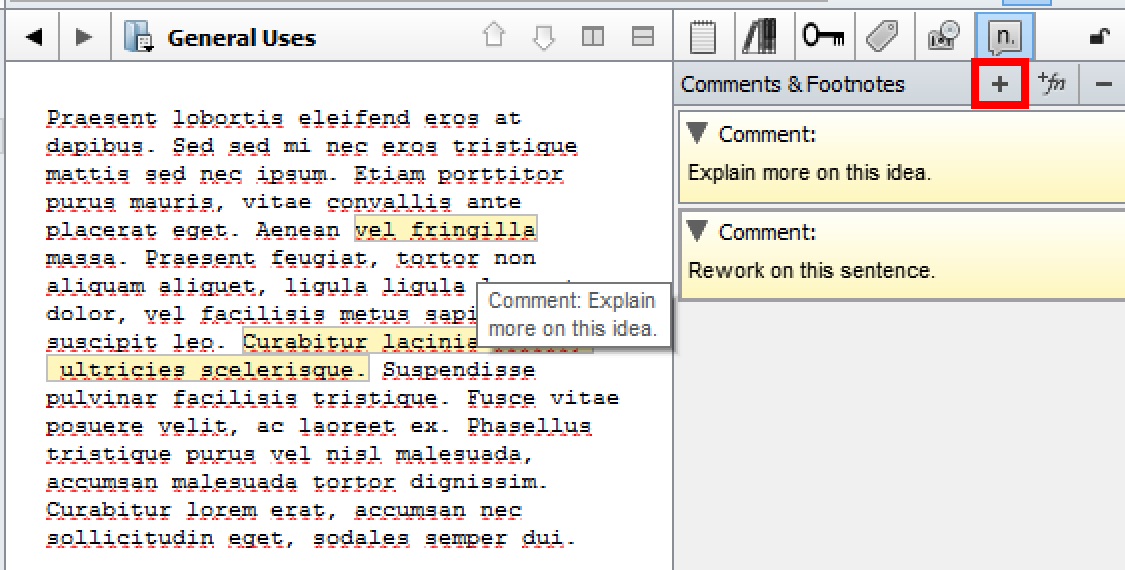 General Uses
n.
Comments & Footnotes
+fn
Praesent lobortis eleifend eros at
dapibus. Sed sed mi nec eros tristique
mattis sed nec ipsum. Etiam porttitor
purus mauris, vitae convallis ante
placerat eget. Aenean vel fringilla
massa. Praesent feugiat, tortor non
aliquam aliquet, ligula ligula
dolor, vel facilisis metus
suscipit leo. Curabitur lacinia
ultricies scelerisque. Suspendisse
pulvinar facilisis tristique. Fusce vitae
posuere velit, ac laoreet ex. Phasellus
tristique purus vel nisl malesuada,
accumsan malesuada tortor dignissim.
Curabitur lorem erat, accumsan nec
sollicitudin eget, sodales semper dui.
Comment: Explain
more on this idea.
Comment:
Explain more on this idea.
Comment:
Rework on this sentence.